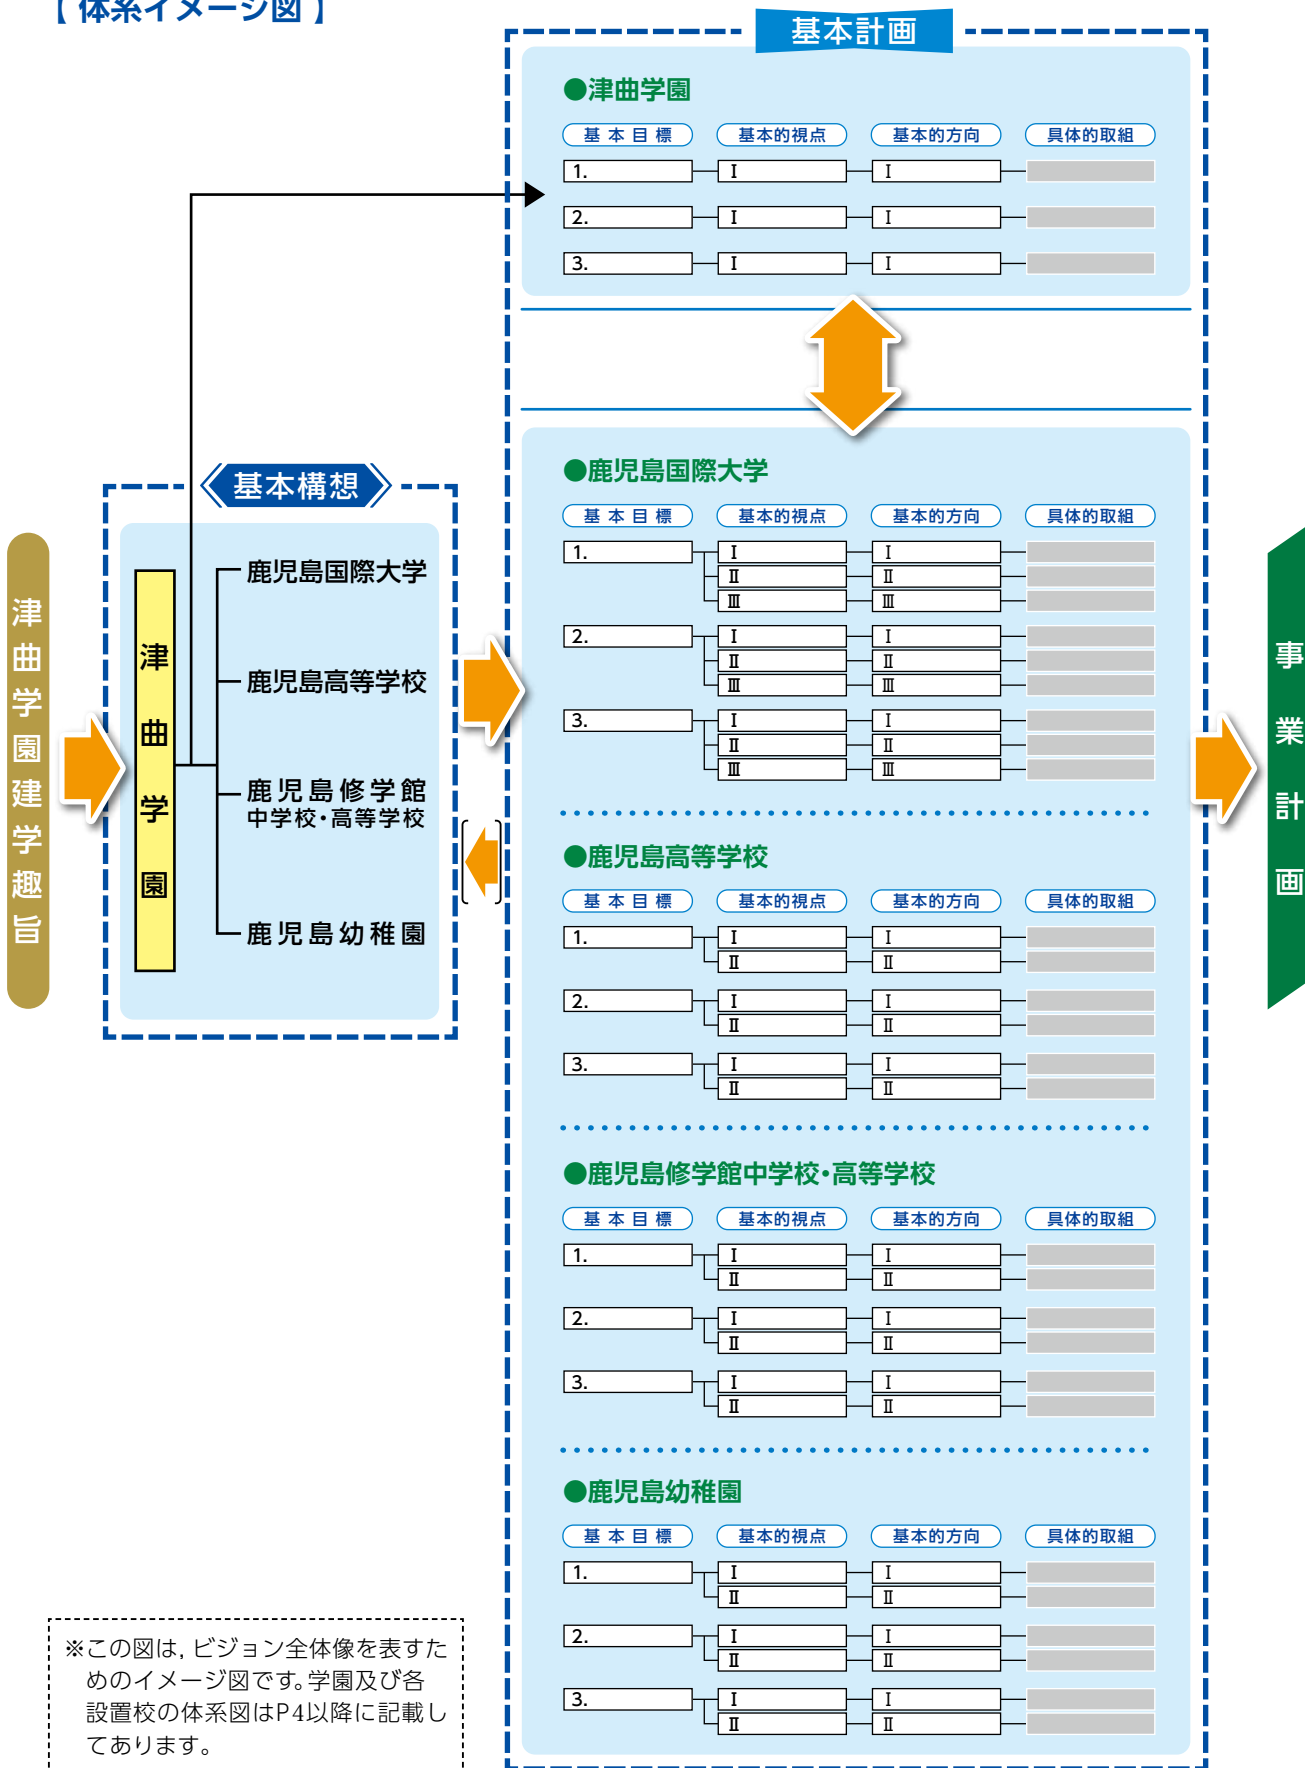 【 体系イメージ図 】
基本計画
●津曲学園
基本目標 基本的視点 基本的方向 具体的取組
1. Ⅰ Ⅰ
2. Ⅰ Ⅰ
3. Ⅰ Ⅰ
津曲学園建学趣旨
基本構想
津曲学園
鹿児島国際大学
鹿児島高等学校
鹿児島修学館
中学校・高等学校
鹿児島幼稚園
●鹿児島国際大学
基本目標 基本的視点 基本的方向 具体的取組
1. Ⅰ Ⅰ
Ⅱ Ⅱ
Ⅲ Ⅲ
2. Ⅰ Ⅰ
Ⅱ Ⅱ
Ⅲ Ⅲ
3. Ⅰ Ⅰ
Ⅱ Ⅱ
Ⅲ Ⅲ
●鹿児島高等学校
基本目標 基本的視点 基本的方向 具体的取組
1. Ⅰ Ⅰ
Ⅱ Ⅱ
2. Ⅰ Ⅰ
Ⅱ Ⅱ
3. Ⅰ Ⅰ
Ⅱ Ⅱ
●鹿児島修学館中学校・高等学校
基本目標 基本的視点 基本的方向 具体的取組
1. Ⅰ Ⅰ
Ⅱ Ⅱ
2. Ⅰ Ⅰ
Ⅱ Ⅱ
3. Ⅰ Ⅰ
Ⅱ Ⅱ
●鹿児島幼稚園
基本目標 基本的視点 基本的方向 具体的取組
1. Ⅰ Ⅰ
Ⅱ Ⅱ
2. Ⅰ Ⅰ
Ⅱ Ⅱ
3. Ⅰ Ⅰ
Ⅱ Ⅱ
事業計画
※この図は，ビジョン全体像を表すた
めのイメージ図です。学園及び各
設置校の体系図はP4以降に記載し
てあります。